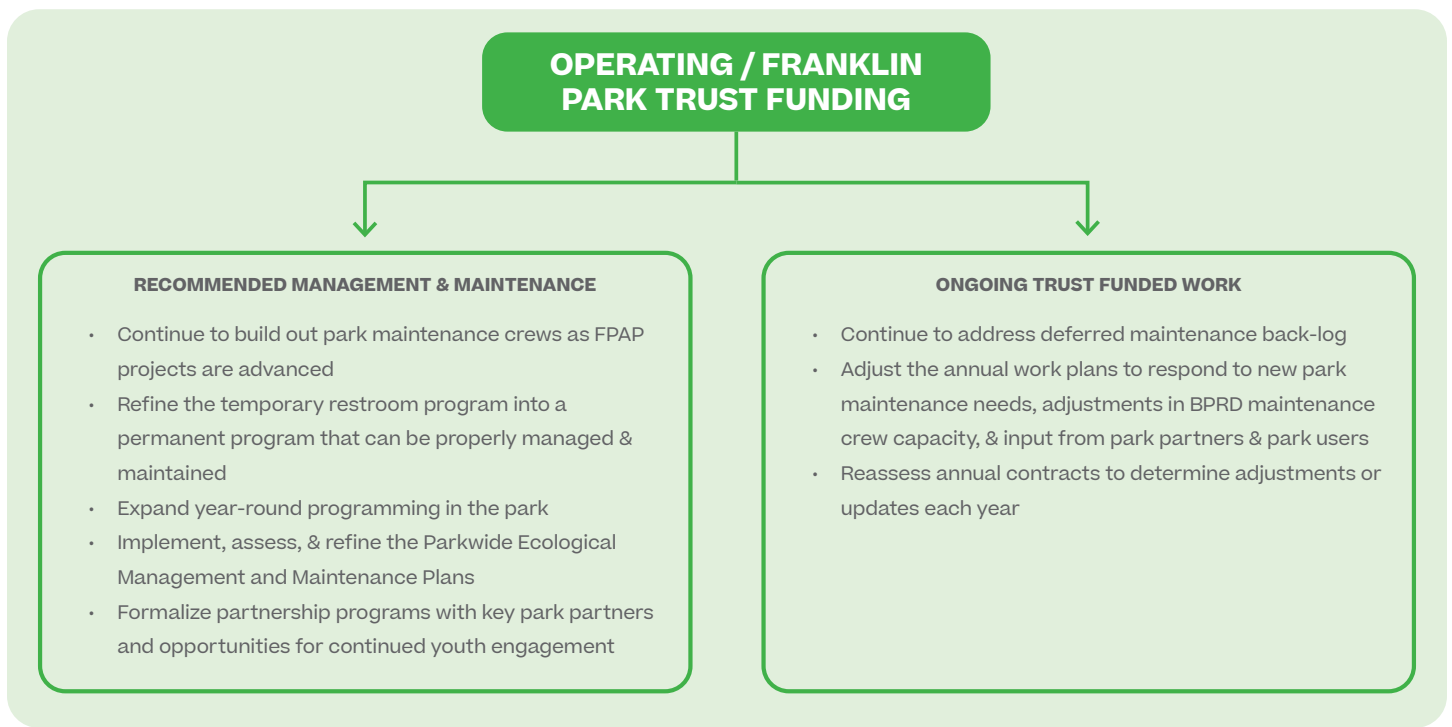 OPERATING / FRANKLIN
PARK TRUST FUNDING
RECOMMENDED MANAGEMENT & MAINTENANCE
• Continue to build out park maintenance crews as FPAP
projects are advanced
• Refine the temporary restroom program into a
permanent program that can be properly managed &
maintained
• Expand year-round programming in the park
• Implement, assess, & refine the Parkwide Ecological
Management and Maintenance Plans
• Formalize partnership programs with key park partners
and opportunities for continued youth engagement
ONGOING TRUST FUNDED WORK
• Continue to address deferred maintenance back-log
• Adjust the annual work plans to respond to new park
maintenance needs, adjustments in BPRD maintenance
crew capacity, & input from park partners & park users
• Reassess annual contracts to determine adjustments or
updates each year